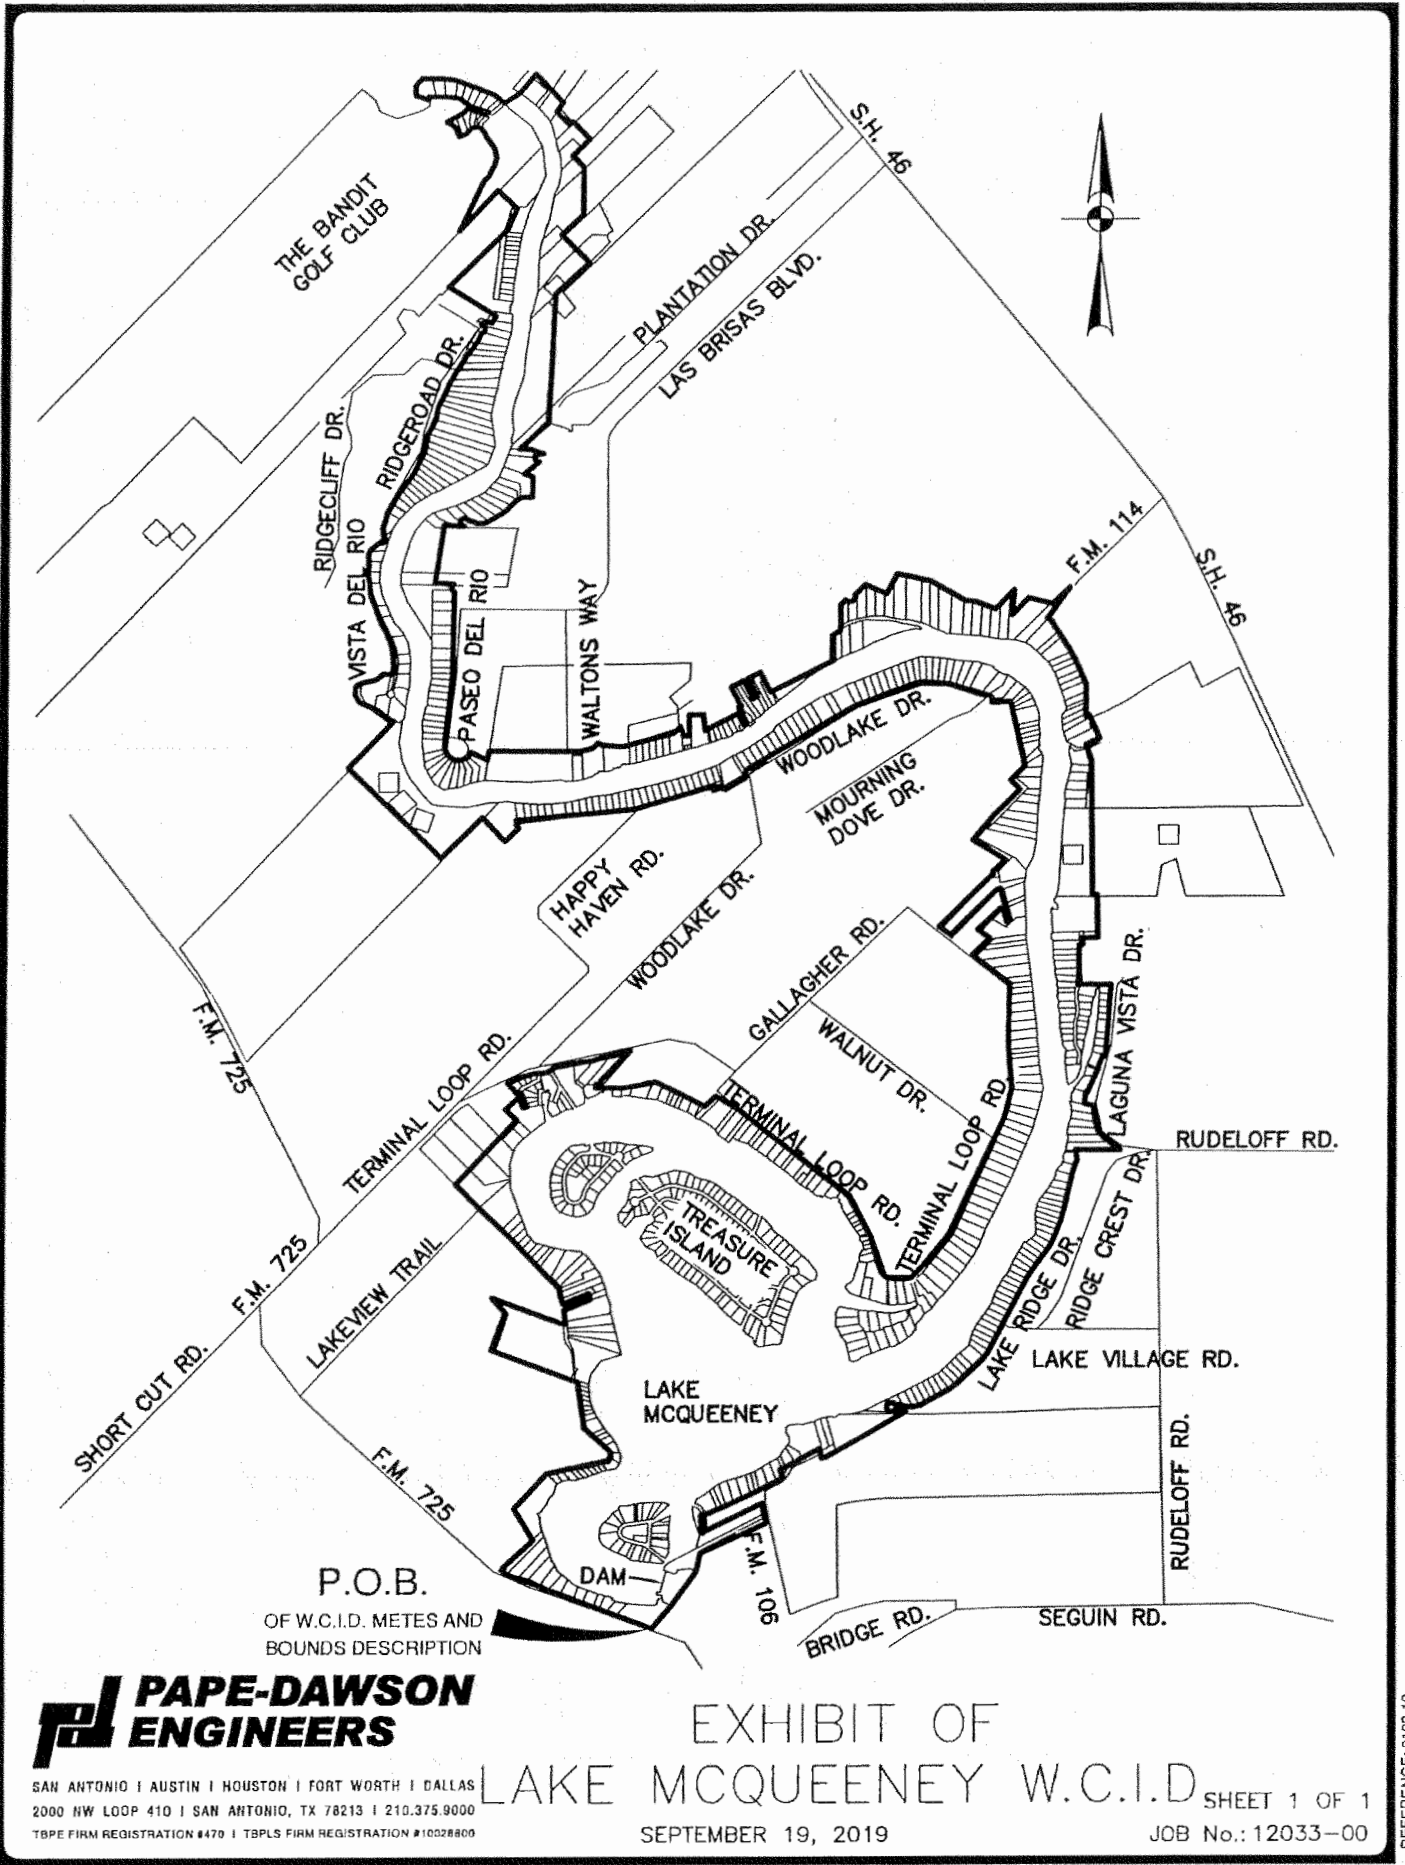 S.H. 46
THE BANDIT
GOLF CLUB
PLANTATION DR.
LAS BRISAS BLVD.
RIDGEROAD DR.
RIDGECLIFF DR.
VISTA DEL RIO
F.M. 114
S.H. 46
PASEO DEL RIO
WALTONS WAY
WOODLAKE DR.
MOURNING
DOVE DR.
HAPPY
HAVEN RD.
WOODLAKE DR.
GALLAGHER RD.
WALNUT DR.
LAGUNA VISTA DR.
F.M. 725
TERMINAL LOOP RD.
TERMINAL LOOP RD.
TERMINAL LOOP RD.
RUDELOFF RD.
TREASURE
ISLAND
RIDGE CREST DR.
LAKE RIDGE DR.
F.M. 725
LAKEVIEW TRAIL
SHORT CUT RD.
LAKE VILLAGE RD.
LAKE
MCQUEENEY
F.M. 725
RUDELOFF RD.
DAM
F.M. 106
P.O.B.
OF W.C.I.D. METES AND
BOUNDS DESCRIPTION
BRIDGE RD.
SEGUIN RD.
pd PAPE-DAWSON
ENGINEERS
SAN ANTONIO | AUSTIN | HOUSTON | FORT WORTH | DALLAS
2000 NW LOOP 410 | SAN ANTONIO, TX 78213 | 210.375.9000
TBPE FIRM REGISTRATION #470 | TBPLS FIRM REGISTRATION #10028800
EXHIBIT OF
LAKE MCQUEENEY W.C.I.D
SEPTEMBER 19, 2019
SHEET 1 OF 1
JOB No.: 12033-00